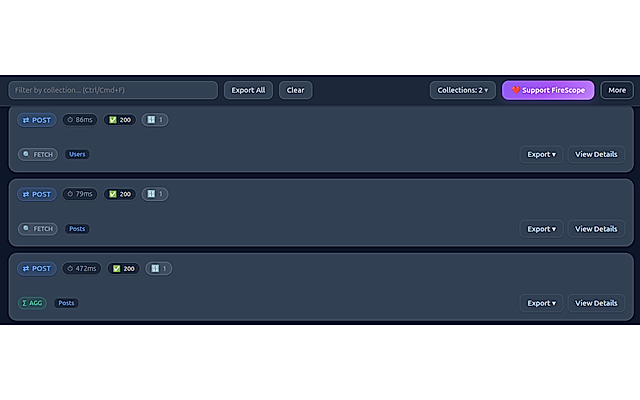 Filter by collection... (Ctrl/Cmd+F) Export All Clear Collections: 2 ▾ ❤️ Support FireScope More
⇄ POST ⏱ 86ms ✅ 200 🔢 1
🔍 FETCH Users Export ▾ View Details
⇄ POST ⏱ 79ms ✅ 200 🔢 1
🔍 FETCH Posts Export ▾ View Details
⇄ POST ⏱ 472ms ✅ 200 🔢 1
∑ AGG Posts Export ▾ View Details